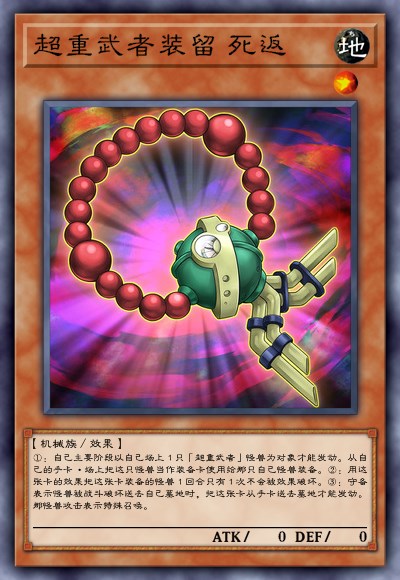 超重武者装留 死返
地
【机械族／效果】
①：自己主要阶段以自己场上1只「超重武者」怪兽为对象才能发动。从自
己的手卡·场上把这只怪兽当作装备卡使用给那只自己怪兽装备。②：用这
张卡的效果把这张卡装备的怪兽1回合只有1次不会被效果破坏。③：守备
表示怪兽被战斗破坏送去自己墓地时，把这张卡从手卡送去墓地才能发动。
那怪兽攻击表示特殊召唤。
ATK／ 0 DEF／ 0